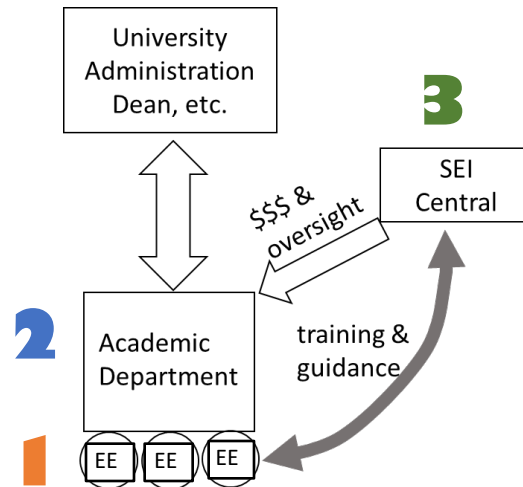 University
Administration
Dean, etc.
3
SEI
Central
$$$ &
oversight
2
Academic
Department
training &
guidance
1
EE
EE
EE